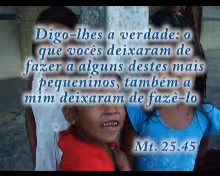 Digo-lhes a verdade: o
que vocês deixaram de
fazer a alguns destes mais
pequeninos, também a
mim deixaram de fazê-lo
Mt. 25.45